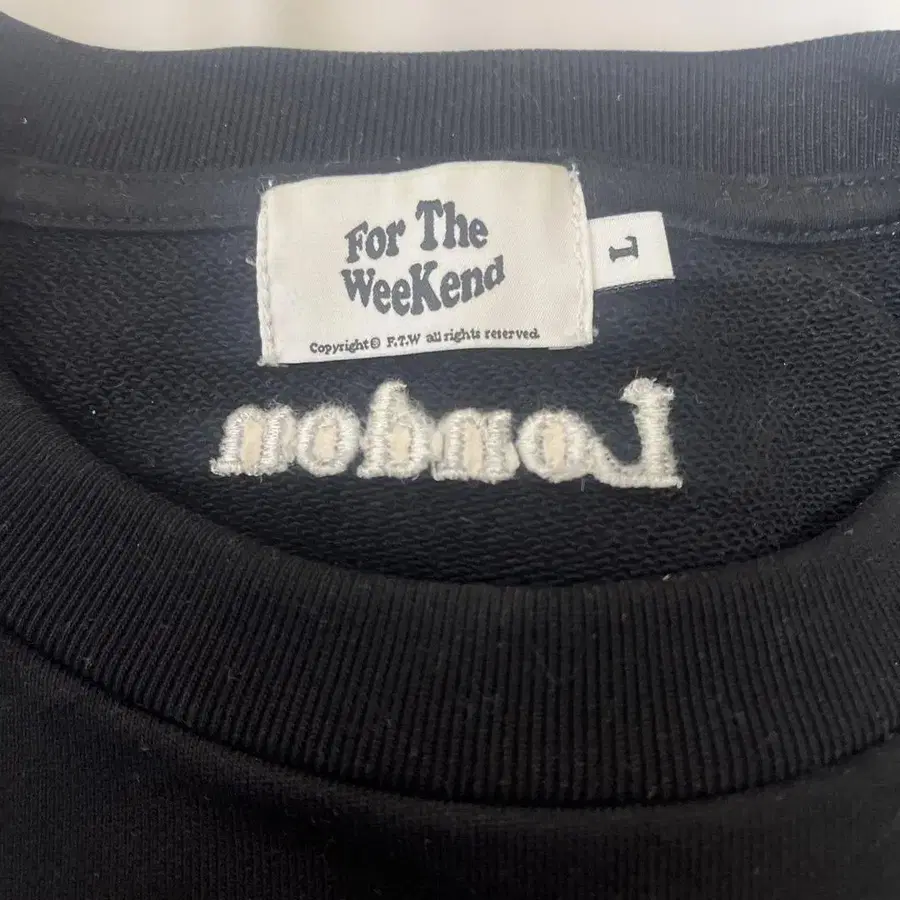 For The
WeeKend
Copyright© F.T.W all rights reserved.
L
London